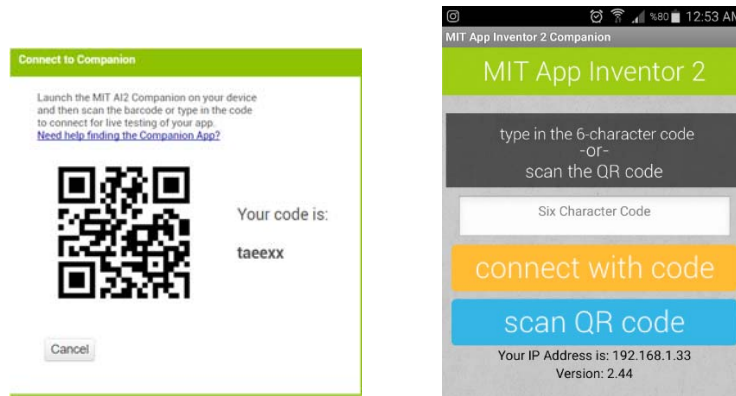 Connect to Companion
Launch the MIT AI2 Companion on your device
and then scan the barcode or type in the code
to connect for live testing of your app.
Need help finding the Companion App?
Your code is:
taeexx
Cancel
%80 12:53 AM
MIT App Inventor 2 Companion
MIT App Inventor 2
type in the 6-character code
-or-
scan the QR code
Six Character Code
connect with code
scan QR code
Your IP Address is: 192.168.1.33
Version: 2.44